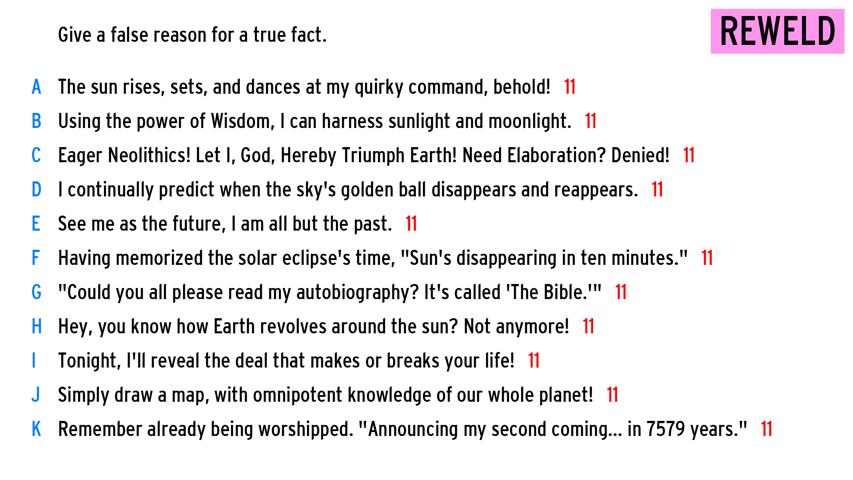 Give a false reason for a true fact.
REWELD
A The sun rises, sets, and dances at my quirky command, behold! 11
B Using the power of Wisdom, I can harness sunlight and moonlight. 11
C Eager Neolithics! Let I, God, Hereby Triumph Earth! Need Elaboration? Denied! 11
D I continually predict when the sky's golden ball disappears and reappears. 11
E See me as the future, I am all but the past. 11
F Having memorized the solar eclipse's time, "Sun's disappearing in ten minutes." 11
G "Could you all please read my autobiography? It's called 'The Bible.'" 11
H Hey, you know how Earth revolves around the sun? Not anymore! 11
I Tonight, I'll reveal the deal that makes or breaks your life! 11
J Simply draw a map, with omnipotent knowledge of our whole planet! 11
K Remember already being worshipped. "Announcing my second coming... in 7579 years." 11